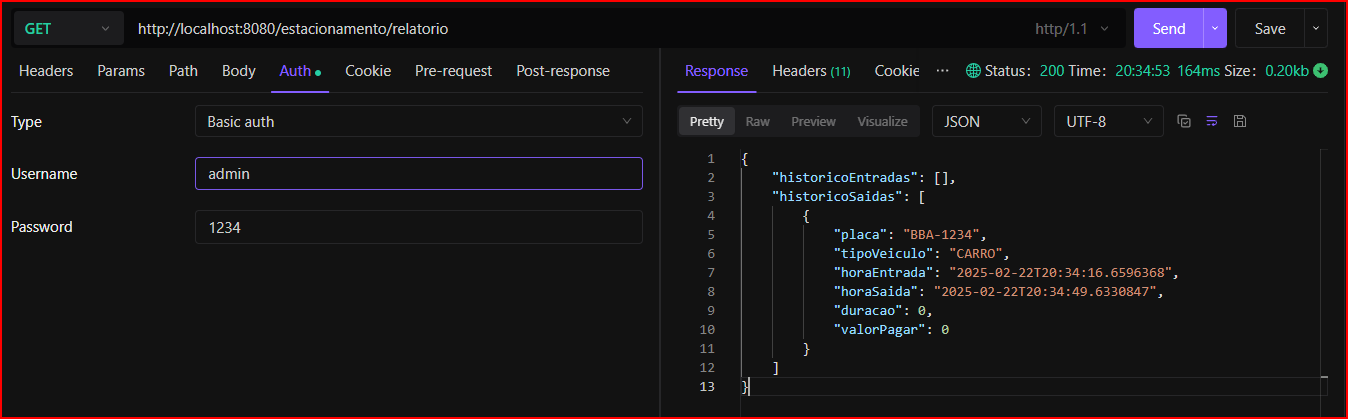 GET http://localhost:8080/estacionamento/relatorio http/1.1 Send Save
Headers Params Path Body Auth Cookie Pre-request Post-response
Type Basic auth
Username admin
Password 1234
Response Headers (11) Cookie ··· Status: 200 Time: 20:34:53 164ms Size: 0.20kb
Pretty Raw Preview Visualize JSON UTF-8
1 {
2 "historicoEntradas": [],
3 "historicoSaidas": [
4 {
5 "placa": "BBA-1234",
6 "tipoVeiculo": "CARRO",
7 "horaEntrada": "2025-02-22T20:34:16.6596368",
8 "horaSaida": "2025-02-22T20:34:49.6330847",
9 "duracao": 0,
10 "valorPagar": 0
11 }
12 ]
13 }